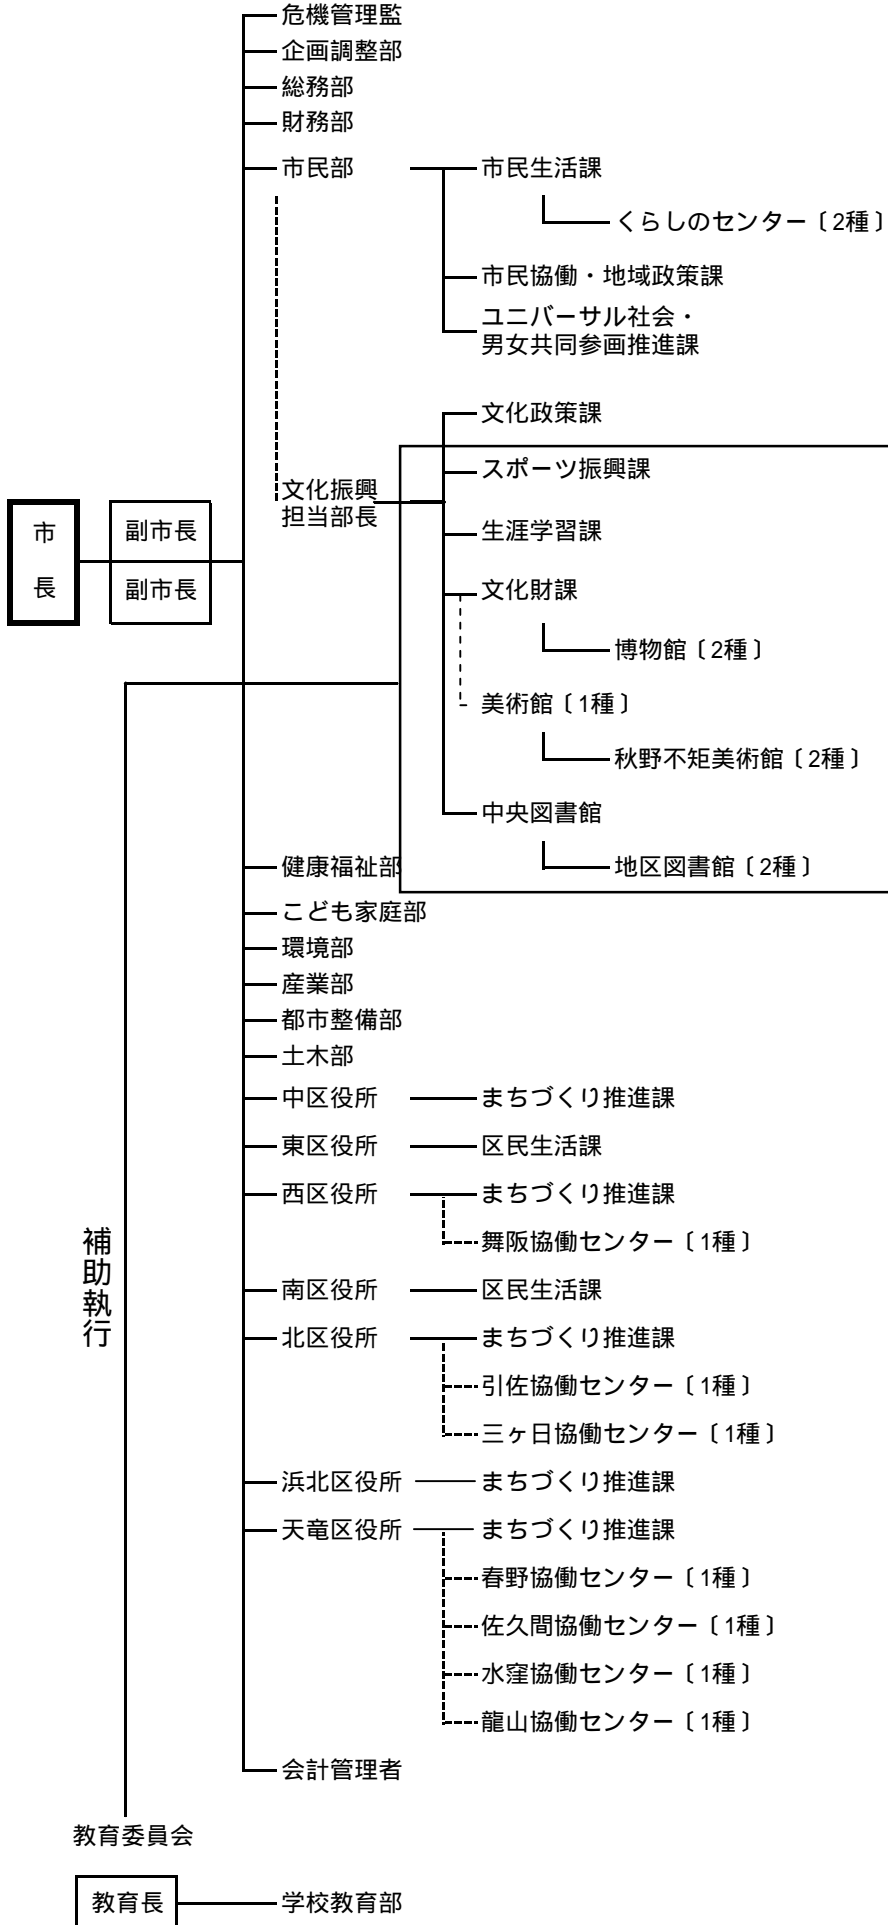 危機管理監
企画調整部
総務部
財務部
市民部
市民生活課
くらしのセンター〔2種〕
市民協働・地域政策課
ユニバーサル社会・
男女共同参画推進課
文化政策課
スポーツ振興課
文化振興
担当部長
生涯学習課
市
長
副市長
副市長
文化財課
博物館〔2種〕
美術館〔1種〕
秋野不矩美術館〔2種〕
中央図書館
地区図書館〔2種〕
健康福祉部
こども家庭部
環境部
産業部
都市整備部
土木部
中区役所
まちづくり推進課
東区役所
区民生活課
西区役所
まちづくり推進課
舞阪協働センター〔1種〕
南区役所
区民生活課
補助執行
北区役所
まちづくり推進課
引佐協働センター〔1種〕
三ヶ日協働センター〔1種〕
浜北区役所
まちづくり推進課
天竜区役所
まちづくり推進課
春野協働センター〔1種〕
佐久間協働センター〔1種〕
水窪協働センター〔1種〕
龍山協働センター〔1種〕
会計管理者
教育委員会
教育長
学校教育部